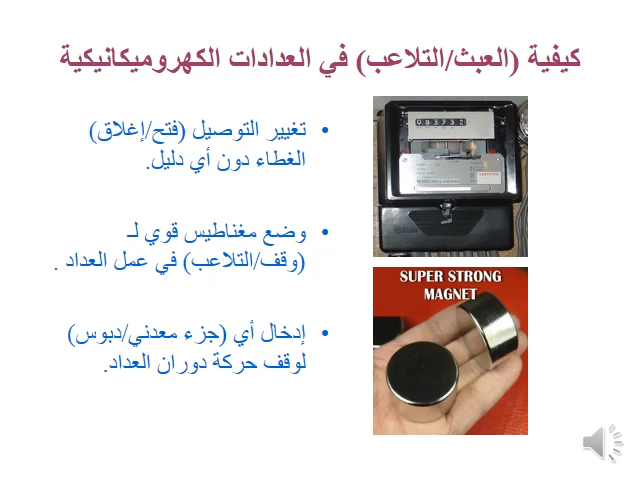 كيفية (العبث/التلاعب) في العدادات الكهروميكانيكية
• تغيير التوصيل (فتح/إغلاق)
الغطاء دون أي دليل.
• وضع مغناطيس قوي لـ
(وقف/التلاعب) في عمل العداد .
• إدخال أي (جزء معدني/دبوس)
لوقف حركة دوران العداد.
SUPER STRONG
MAGNET